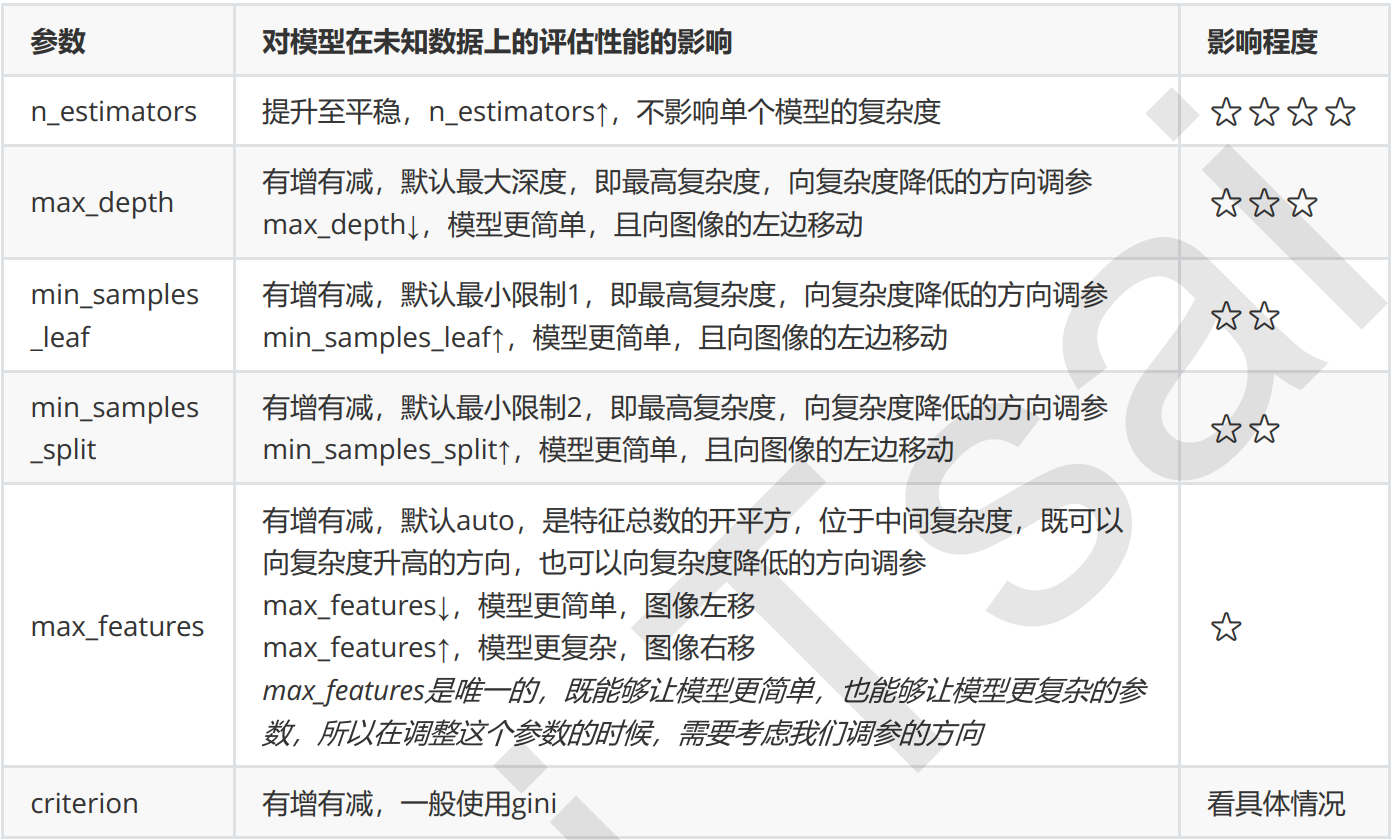 参数 对模型在未知数据上的评估性能的影响 影响程度
n_estimators 提升至平稳，n_estimators↑，不影响单个模型的复杂度 ☆☆☆☆
max_depth
有增有减，默认最大深度，即最高复杂度，向复杂度降低的方向调参
max_depth↓，模型更简单，且向图像的左边移动
☆☆☆
min_samples
_leaf
有增有减，默认最小限制1，即最高复杂度，向复杂度降低的方向调参
min_samples_leaf↑，模型更简单，且向图像的左边移动
☆☆
min_samples
_split
有增有减，默认最小限制2，即最高复杂度，向复杂度降低的方向调参
min_samples_split↑，模型更简单，且向图像的左边移动
☆☆
max_features
有增有减，默认auto，是特征总数的开平方，位于中间复杂度，既可以
向复杂度升高的方向，也可以向复杂度降低的方向调参
max_features↓，模型更简单，图像左移
max_features↑，模型更复杂，图像右移
max_features是唯一的，既能够让模型更简单，也能够让模型更复杂的参
数，所以在调整这个参数的时候，需要考虑我们调参的方向
☆
criterion 有增有减，一般使用gini 看具体情况
i Tsai